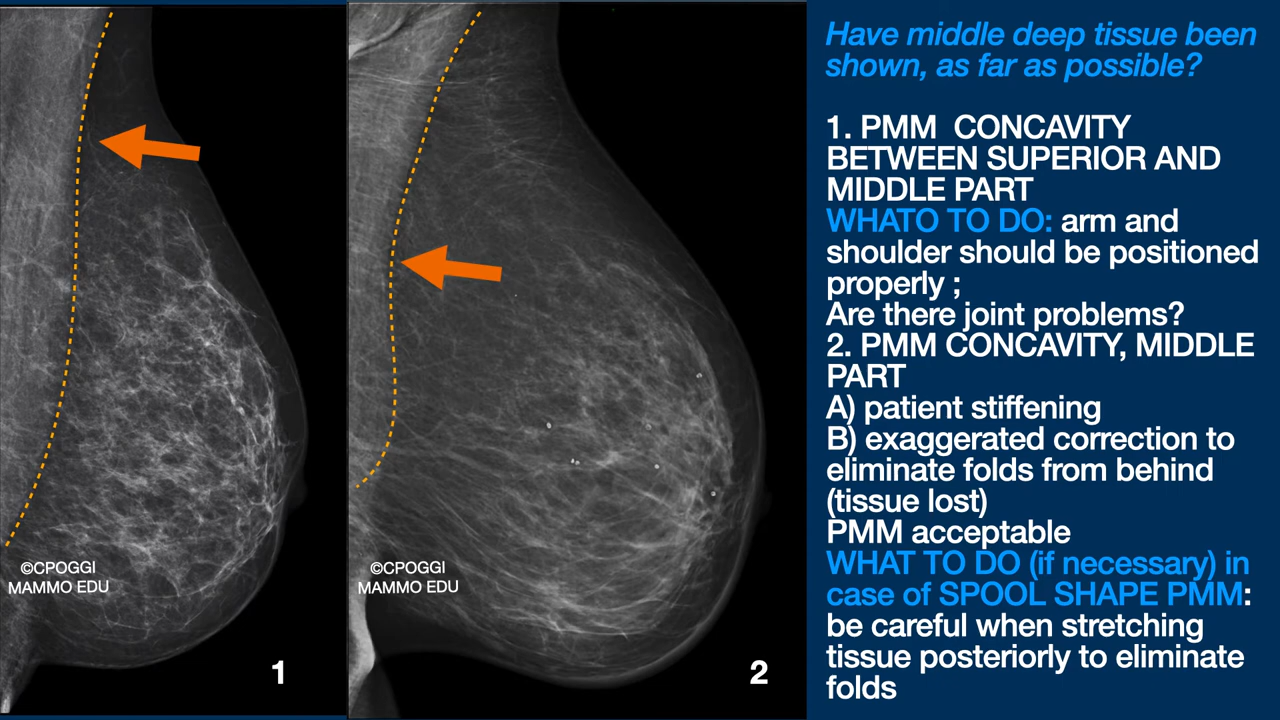 Have middle deep tissue been
shown, as far as possible?
1. PMM CONCAVITY
BETWEEN SUPERIOR AND
MIDDLE PART
WHATO TO DO: arm and
shoulder should be positioned
properly ;
Are there joint problems?
2. PMM CONCAVITY, MIDDLE
PART
A) patient stiffening
B) exaggerated correction to
eliminate folds from behind
(tissue lost)
PMM acceptable
WHAT TO DO (if necessary) in
case of SPOOL SHAPE PMM:
be careful when stretching
tissue posteriorly to eliminate
folds
©CPOGGI
MAMMO EDU
1
©CPOGGI
MAMMO EDU
2